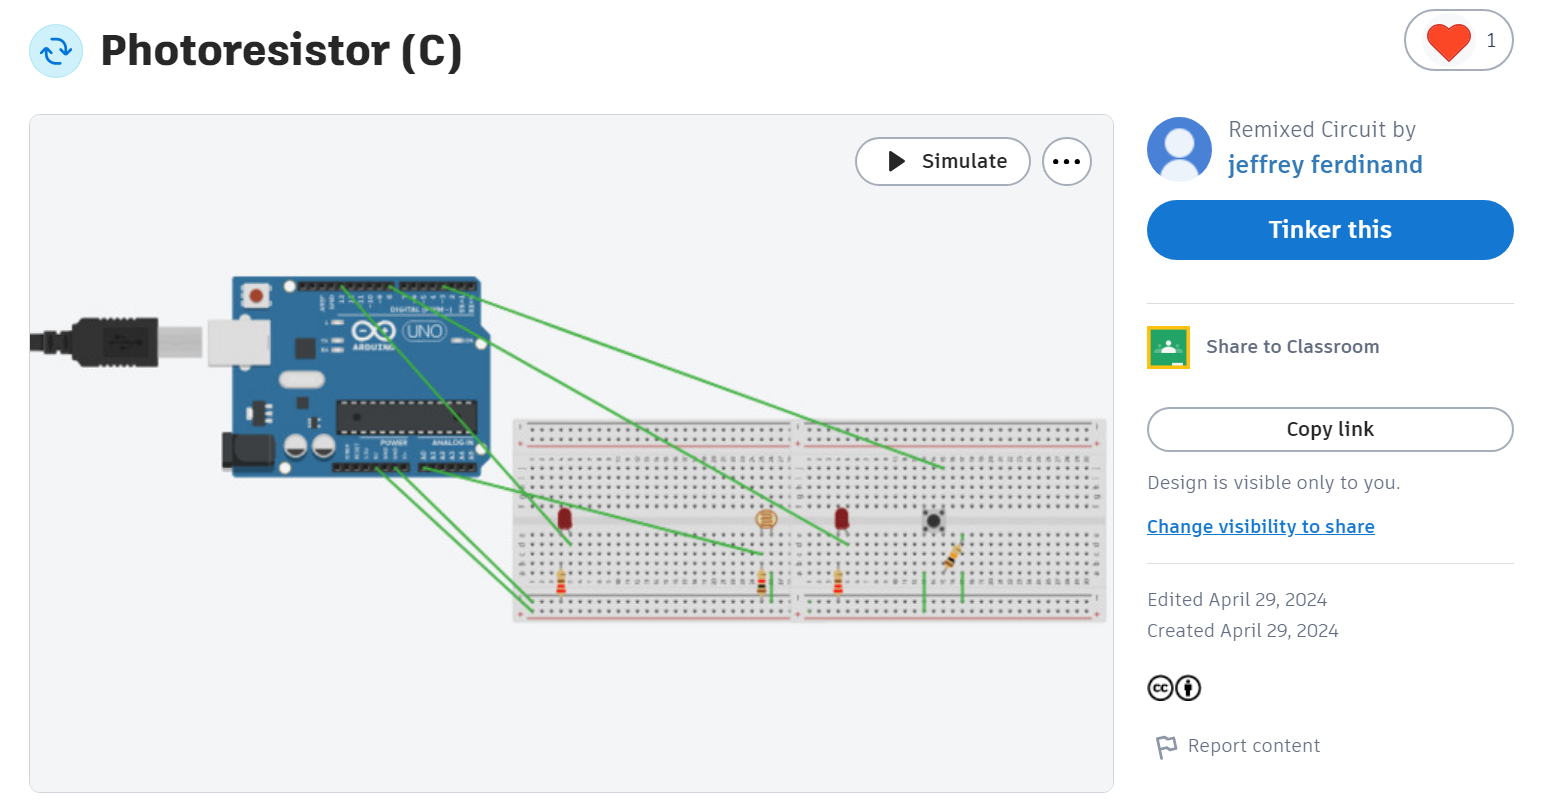 Photoresistor (C)
1
Simulate
Remixed Circuit by
jeffrey ferdinand
Tinker this
Share to Classroom
Copy link
Design is visible only to you.
Change visibility to share
Edited April 29, 2024
Created April 29, 2024
cc
Report content
DIGITAL
UNO
ARDUINO
POWER
ANALOG IN